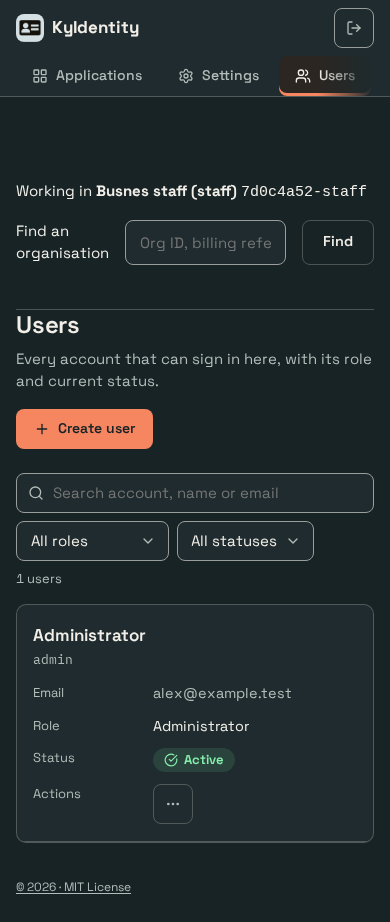 Kyldentity
Applications
Settings
Users
Working in Busnes staff (staff) 7d0c4a52-staff
Find an
organisation
Org ID, billing refe
Find
Users
Every account that can sign in here, with its role
and current status.
Create user
Search account, name or email
All roles
All statuses
1 users
Administrator
admin
Email
alex@example.test
Role
Administrator
Status
Active
Actions
© 2026 · MIT License